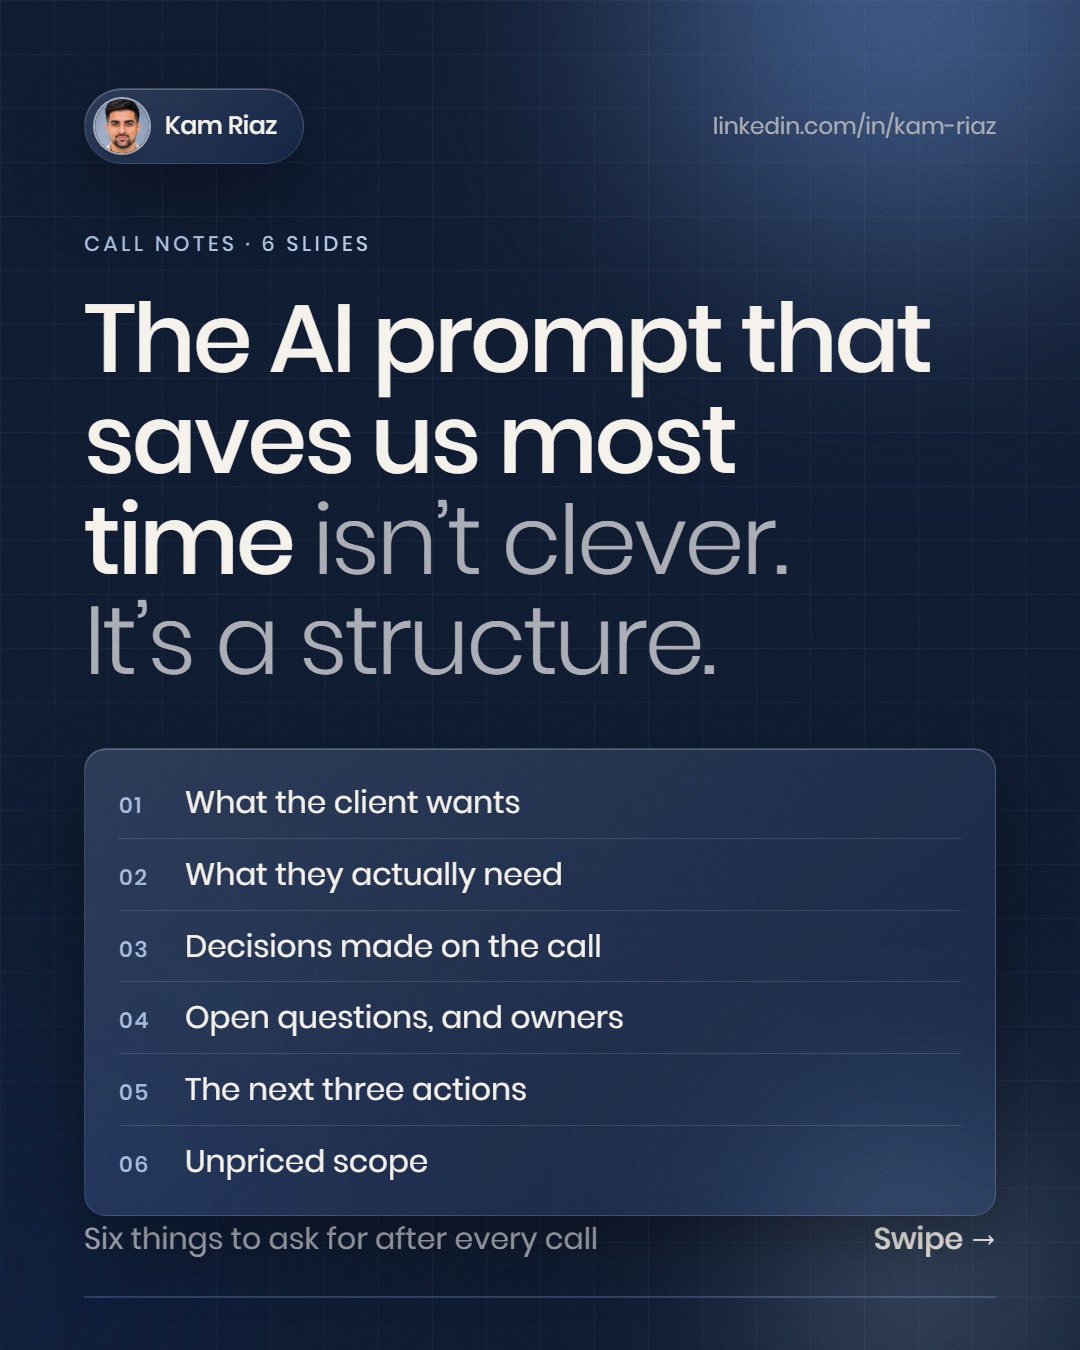 Kam Riaz
linkedin.com/in/kam-riaz
CALL NOTES · 6 SLIDES
The AI prompt that
saves us most
time isn’t clever.
It’s a structure.
01 What the client wants
02 What they actually need
03 Decisions made on the call
04 Open questions, and owners
05 The next three actions
06 Unpriced scope
Six things to ask for after every call
Swipe →